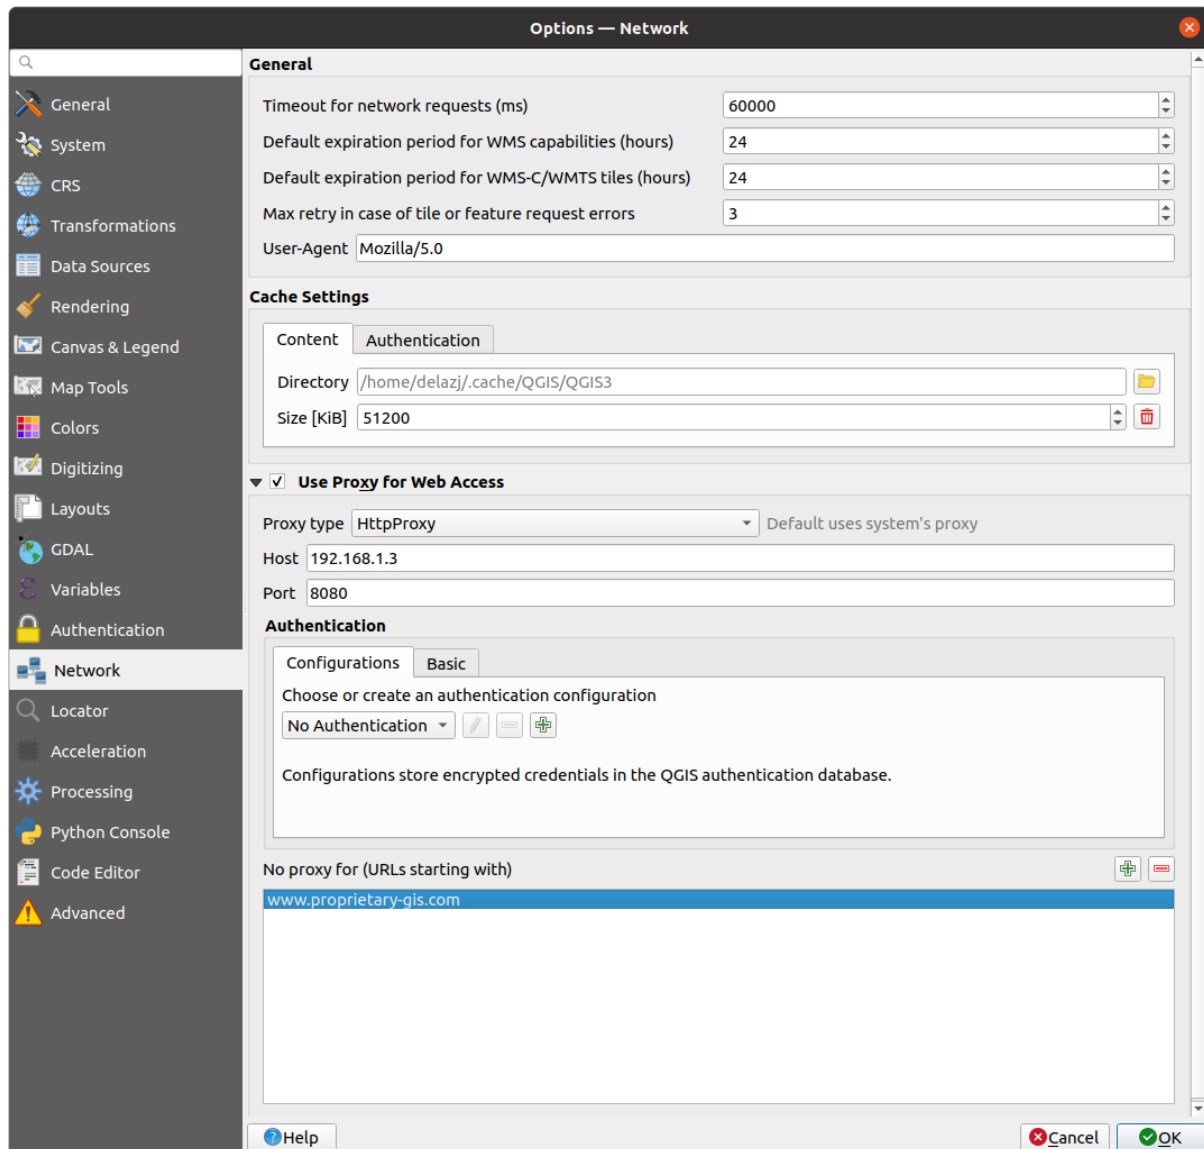 Options — Network
General
System
CRS
Transformations
Data Sources
Rendering
Canvas & Legend
Map Tools
Colors
Digitizing
Layouts
GDAL
Variables
Authentication
Network
Locator
Acceleration
Processing
Python Console
Code Editor
Advanced
General
Timeout for network requests (ms) 60000
Default expiration period for WMS capabilities (hours) 24
Default expiration period for WMS-C/WMTS tiles (hours) 24
Max retry in case of tile or feature request errors 3
User-Agent Mozilla/5.0
Cache Settings
Content Authentication
Directory /home/delazj/.cache/QGIS/QGIS3
Size [KiB] 51200
Use Proxy for Web Access
Proxy type HttpProxy Default uses system's proxy
Host 192.168.1.3
Port 8080
Authentication
Configurations Basic
Choose or create an authentication configuration
No Authentication
Configurations store encrypted credentials in the QGIS authentication database.
No proxy for (URLs starting with)
www.proprietary-gis.com
Help Cancel OK